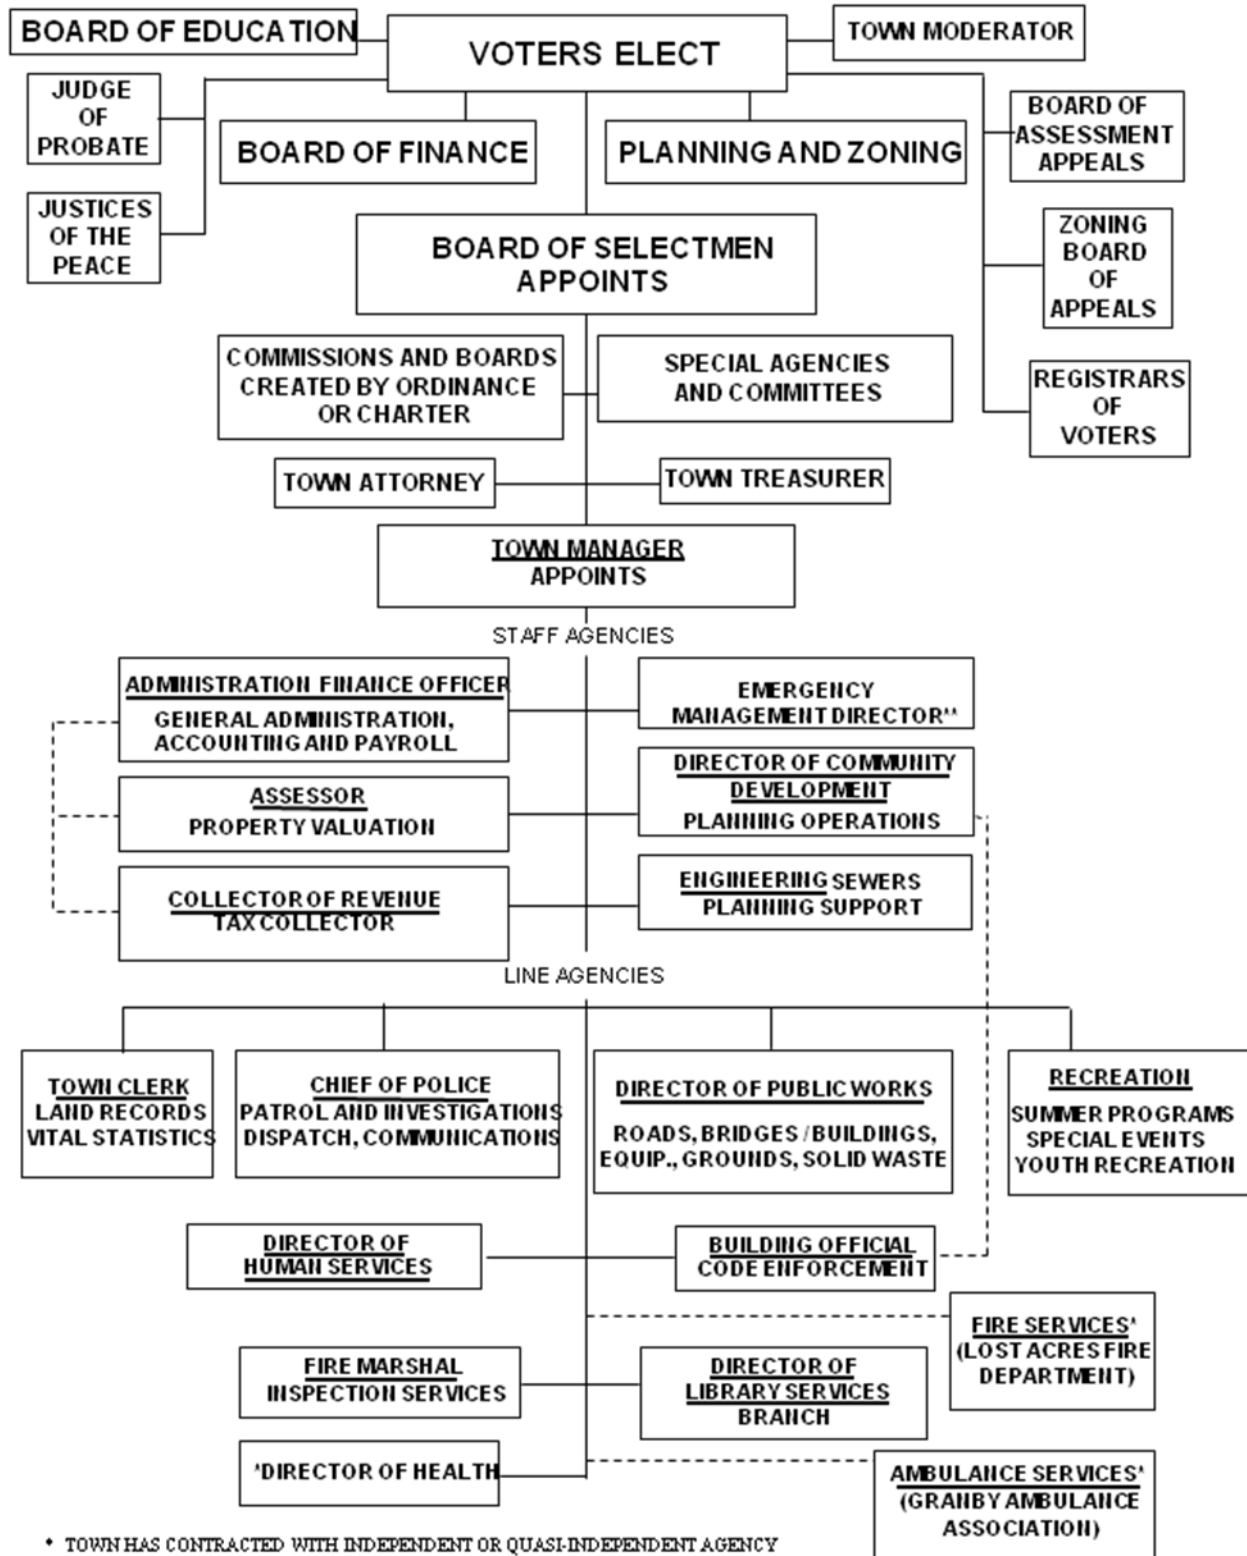 BOARD OF EDUCATION
VOTERS ELECT
TOWN MODERATOR
JUDGE
OF
PROBATE
BOARD OF FINANCE
PLANNING AND ZONING
BOARD OF
ASSESSMENT
APPEALS
JUSTICES
OF THE
PEACE
BOARD OF SELECTMEN
APPOINTS
ZONING
BOARD
OF
APPEALS
COMMISSIONS AND BOARDS
CREATED BY ORDINANCE
OR CHARTER
SPECIAL AGENCIES
AND COMMITTEES
REGISTRARS
OF
VOTERS
TOWN ATTORNEY
TOWN TREASURER
TOWN MANAGER
APPOINTS
STAFF AGENCIES
ADMINISTRATION FINANCE OFFICER
GENERAL ADMINISTRATION,
ACCOUNTING AND PAYROLL
EMERGENCY
MANAGEMENT DIRECTOR**
ASSESSOR
PROPERTY VALUATION
DIRECTOR OF COMMUNITY
DEVELOPMENT
PLANNING OPERATIONS
COLLECTOR OF REVENUE
TAX COLLECTOR
ENGINEERING SEWERS
PLANNING SUPPORT
LINE AGENCIES
TOWN CLERK
LAND RECORDS
VITAL STATISTICS
CHIEF OF POLICE
PATROL AND INVESTIGATIONS
DISPATCH, COMMUNICATIONS
DIRECTOR OF PUBLIC WORKS
ROADS, BRIDGES / BUILDINGS,
EQUIP., GROUNDS, SOLID WASTE
RECREATION
SUMMER PROGRAMS
SPECIAL EVENTS
YOUTH RECREATION
DIRECTOR OF
HUMAN SERVICES
BUILDING OFFICIAL
CODE ENFORCEMENT
FIRE SERVICES*
(LOST ACRES FIRE
DEPARTMENT)
FIRE MARSHAL
INSPECTION SERVICES
DIRECTOR OF
LIBRARY SERVICES
BRANCH
*DIRECTOR OF HEALTH
AMBULANCE SERVICES*
(GRANBY AMBULANCE
ASSOCIATION)
* TOWN HAS CONTRACTED WITH INDEPENDENT OR QUASI-INDEPENDENT AGENCY